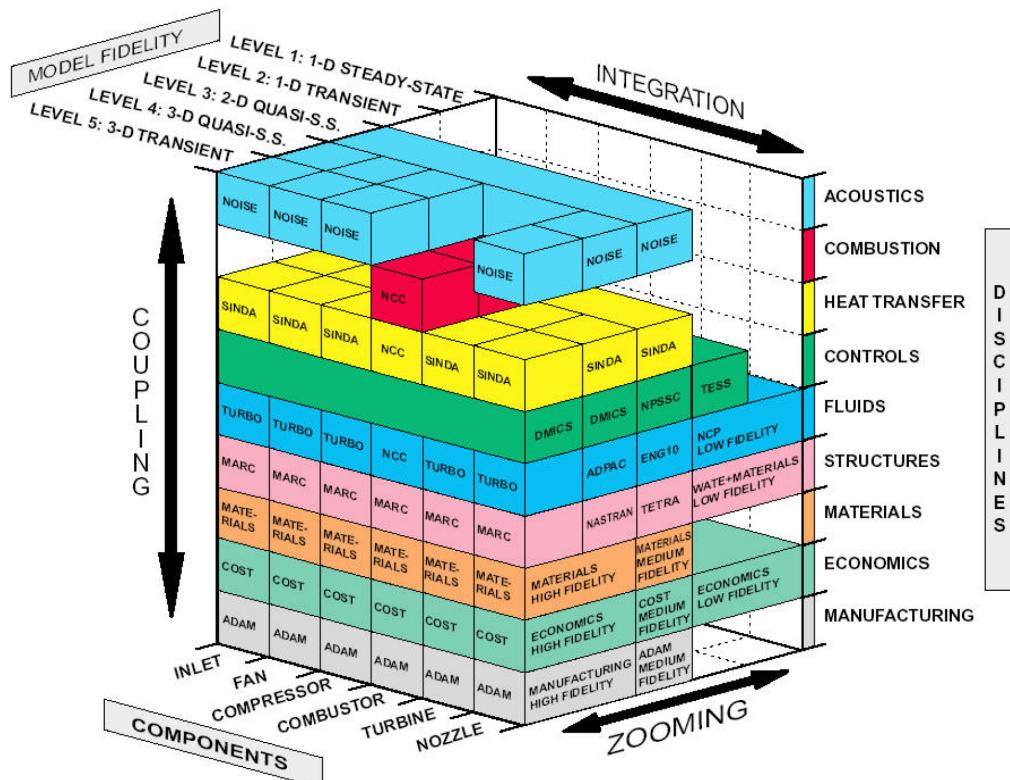 MODEL FIDELITY
LEVEL 1: 1-D STEADY-STATE
LEVEL 2: 1-D TRANSIENT
LEVEL 3: 2-D QUASI-S.S.
LEVEL 4: 3-D QUASI-S.S.
LEVEL 5: 3-D TRANSIENT
INTEGRATION
COUPLING
ZOOMING
DISCIPLINES
ACOUSTICS
COMBUSTION
HEAT TRANSFER
CONTROLS
FLUIDS
STRUCTURES
MATERIALS
ECONOMICS
MANUFACTURING
NOISE
NOISE
NOISE
NOISE
NOISE
NOISE
NCC
SINDA
SINDA
SINDA
NCC
SINDA
SINDA
SINDA
SINDA
DMICS
DMICS
NPSSC
TESS
TURBO
TURBO
TURBO
NCC
TURBO
TURBO
ADPAC
ENG10
NCP
LOW FIDELITY
MARC
MARC
MARC
MARC
MARC
MARC
NASTRAN
TETRA
WATE+MATERIALS
LOW FIDELITY
MATE-
RIALS
MATE-
RIALS
MATE-
RIALS
MATE-
RIALS
MATE-
RIALS
MATE-
RIALS
MATERIALS
HIGH FIDELITY
MATERIALS
MEDIUM
FIDELITY
COST
COST
COST
COST
COST
COST
ECONOMICS
HIGH FIDELITY
COST
MEDIUM
FIDELITY
ECONOMICS
LOW FIDELITY
ADAM
ADAM
ADAM
ADAM
ADAM
ADAM
MANUFACTURING
HIGH FIDELITY
ADAM
MEDIUM
FIDELITY
INLET
FAN
COMPRESSOR
COMBUSTOR
TURBINE
NOZZLE
COMPONENTS